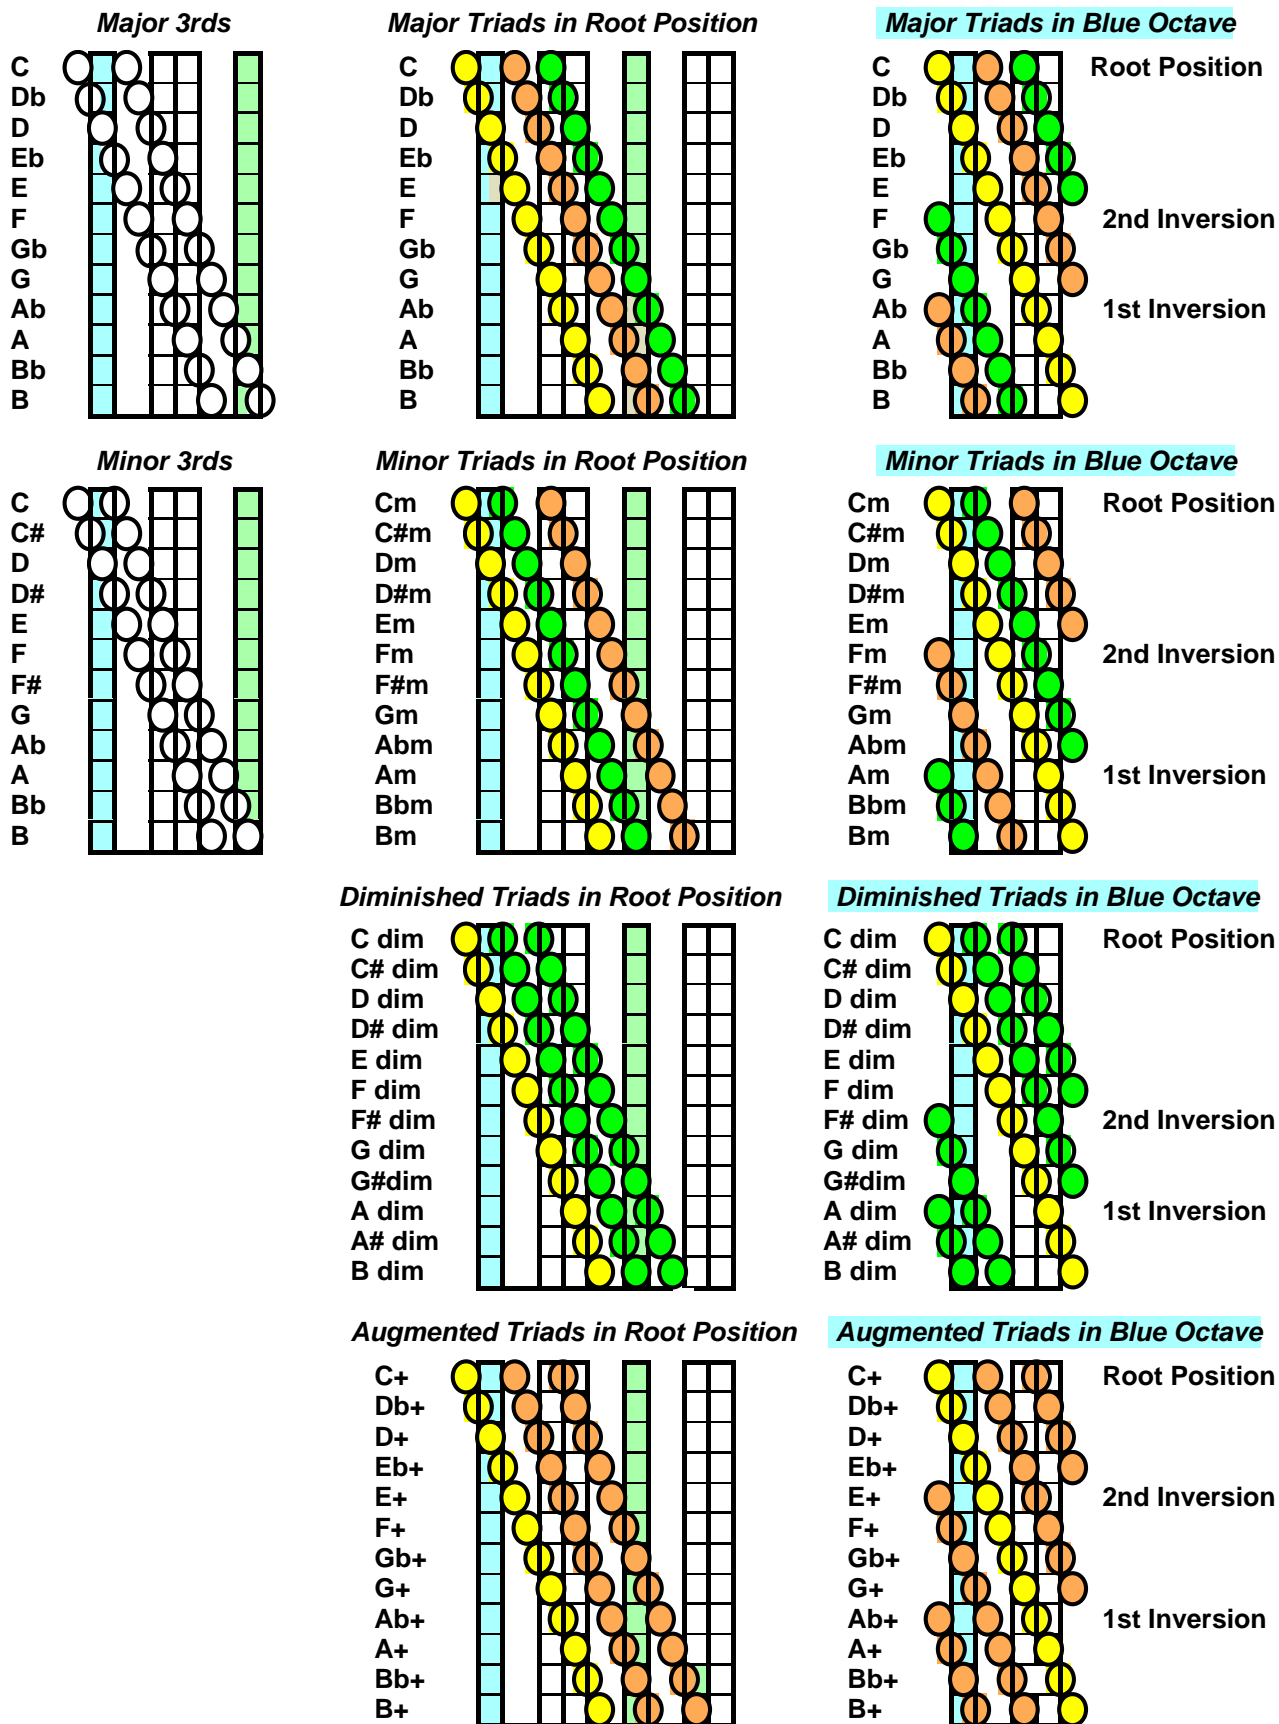 Major 3rds
C
Db
D
Eb
E
F
Gb
G
Ab
A
Bb
B
Major Triads in Root Position
C
Db
D
Eb
E
F
Gb
G
Ab
A
Bb
B
Major Triads in Blue Octave
C Root Position
Db
D
Eb
E
F 2nd Inversion
Gb
G
Ab 1st Inversion
A
Bb
B
Minor 3rds
C
C#
D
D#
E
F
F#
G
Ab
A
Bb
B
Minor Triads in Root Position
Cm
C#m
Dm
D#m
Em
Fm
F#m
Gm
Abm
Am
Bbm
Bm
Minor Triads in Blue Octave
Cm Root Position
C#m
Dm
D#m
Em
Fm 2nd Inversion
F#m
Gm
Abm
Am 1st Inversion
Bbm
Bm
Diminished Triads in Root Position
C dim
C# dim
D dim
D# dim
E dim
F dim
F# dim
G dim
G#dim
A dim
A# dim
B dim
Diminished Triads in Blue Octave
C dim Root Position
C# dim
D dim
D# dim
E dim
F dim
F# dim 2nd Inversion
G dim
G#dim
A dim 1st Inversion
A# dim
B dim
Augmented Triads in Root Position
C+
Db+
D+
Eb+
E+
F+
Gb+
G+
Ab+
A+
Bb+
B+
Augmented Triads in Blue Octave
C+ Root Position
Db+
D+
Eb+
E+ 2nd Inversion
F+
Gb+
G+
Ab+ 1st Inversion
A+
Bb+
B+